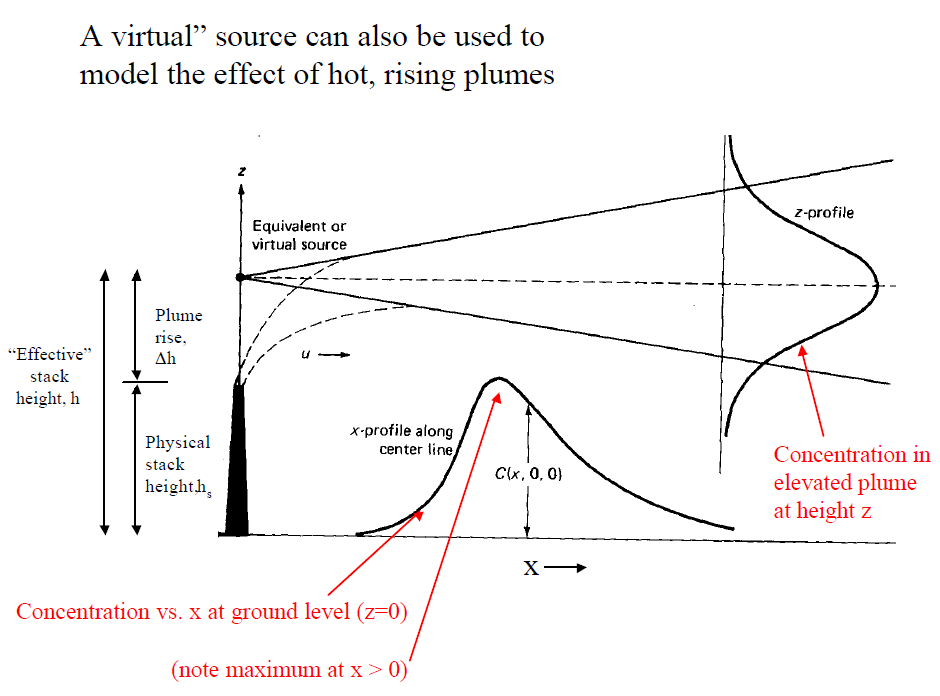 A virtual” source can also be used to
model the effect of hot, rising plumes
z
Equivalent or
virtual source
z-profile
Plume
rise,
Δh
“Effective”
stack
height, h
u
Physical
stack
height,hs
x-profile along
center line
C(x, 0, 0)
Concentration in
elevated plume
at height z
X
Concentration vs. x at ground level (z=0)
(note maximum at x > 0)